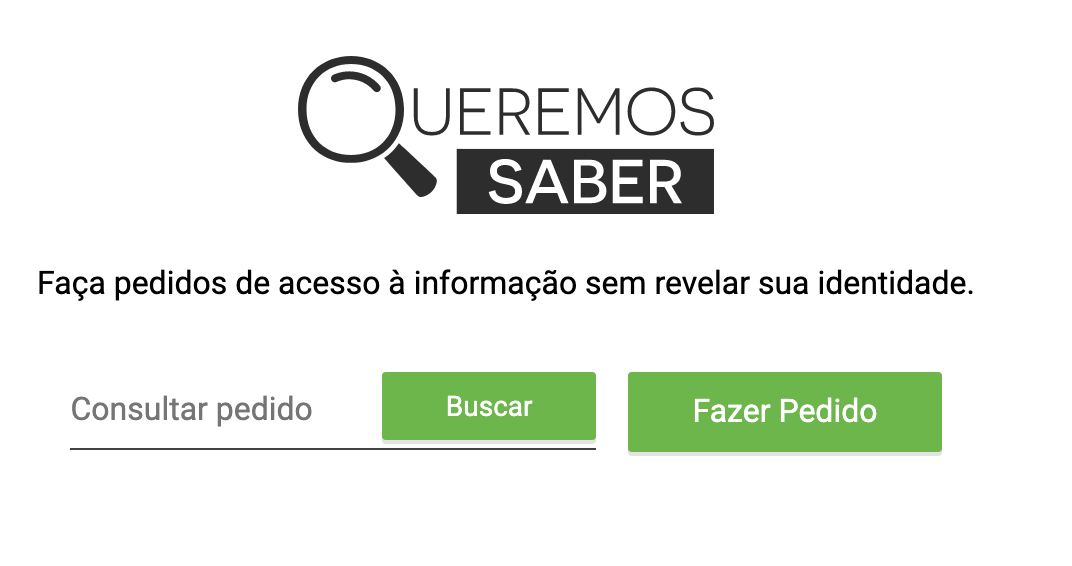 QUEREMOS
SABER
Faça pedidos de acesso à informação sem revelar sua identidade.
Consultar pedido
Buscar
Fazer Pedido